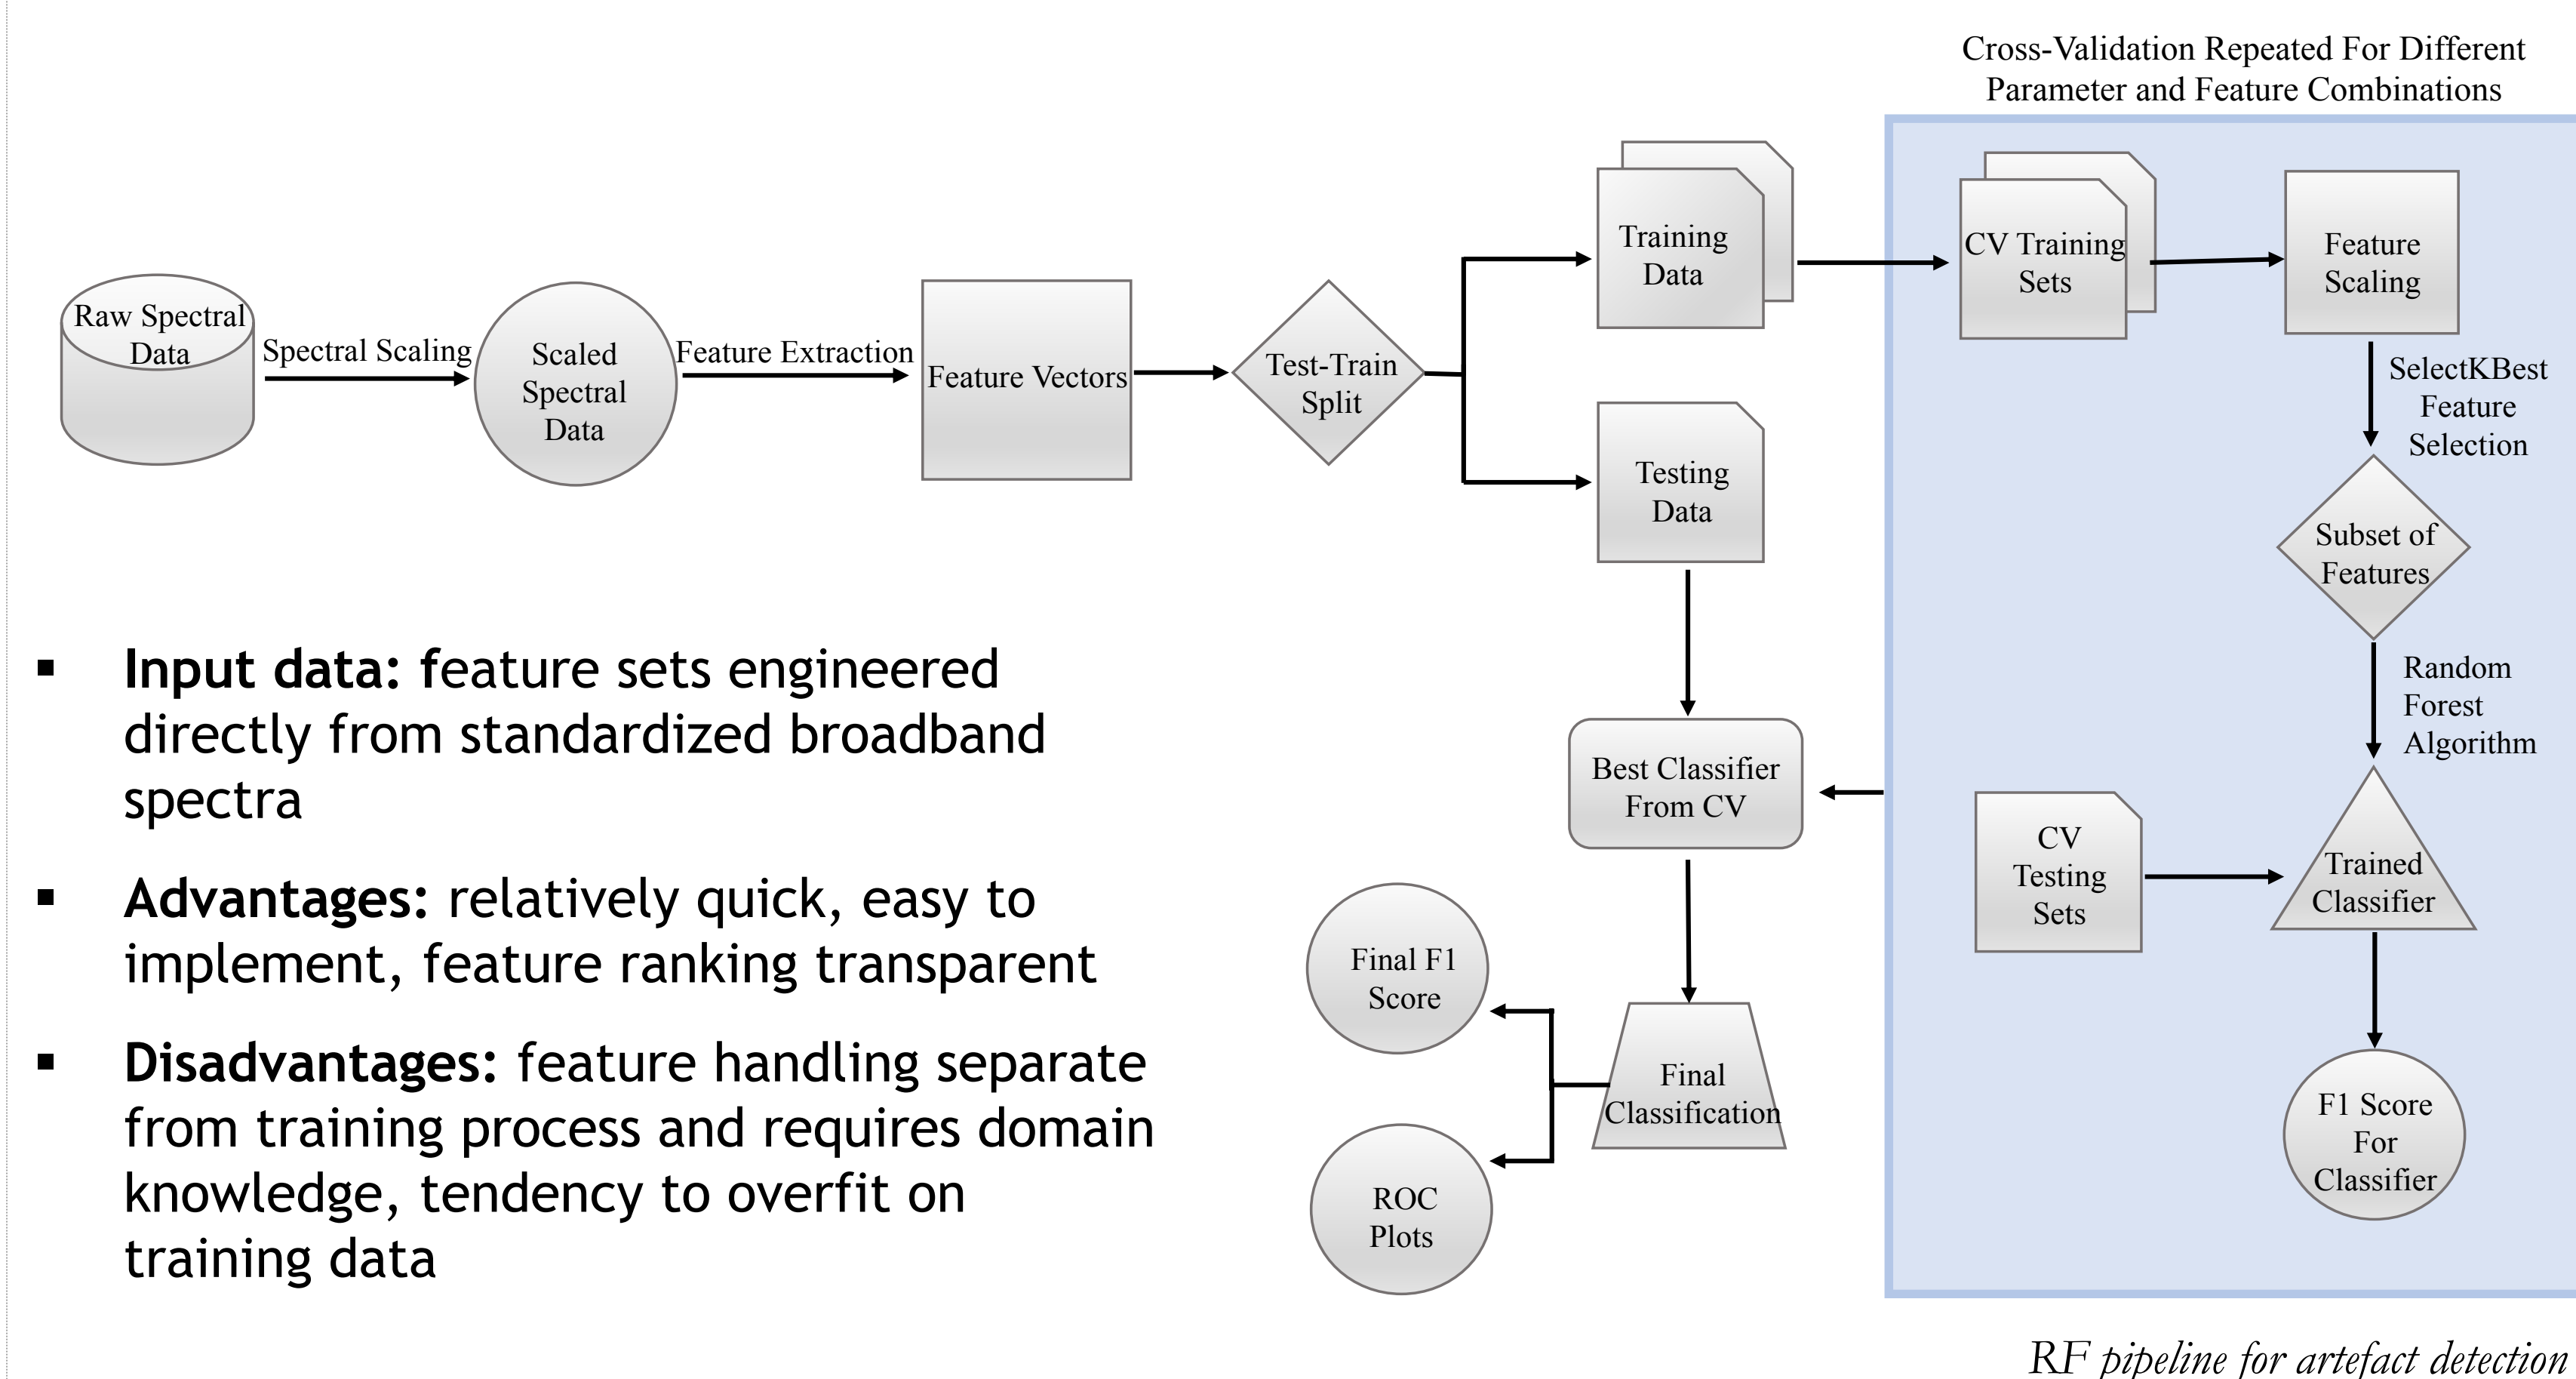 Cross-Validation Repeated For Different
Parameter and Feature Combinations
Raw Spectral
Data
Spectral Scaling
Scaled
Spectral
Data
Feature Extraction
Feature Vectors
Test-Train
Split
Training
Data
Testing
Data
CV Training
Sets
Feature
Scaling
SelectKBest
Feature
Selection
Subset of
Features
Random
Forest
Algorithm
CV
Testing
Sets
Trained
Classifier
F1 Score
For
Classifier
Best Classifier
From CV
Final
Classification
Final F1
Score
ROC
Plots
▪ Input data: feature sets engineered
directly from standardized broadband
spectra
▪ Advantages: relatively quick, easy to
implement, feature ranking transparent
▪ Disadvantages: feature handling separate
from training process and requires domain
knowledge, tendency to overfit on
training data
RF pipeline for artefact detection